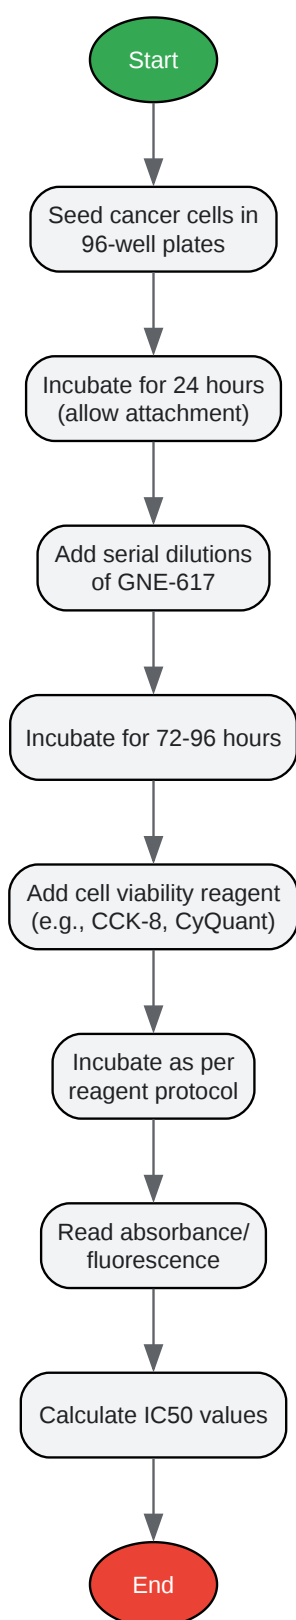 Start
Seed cancer cells in
96-well plates
Incubate for 24 hours
(allow attachment)
Add serial dilutions
of GNE-617
Incubate for 72-96 hours
Add cell viability reagent
(e.g., CCK-8, CyQuant)
Incubate as per
reagent protocol
Read absorbance/
fluorescence
Calculate IC50 values
End